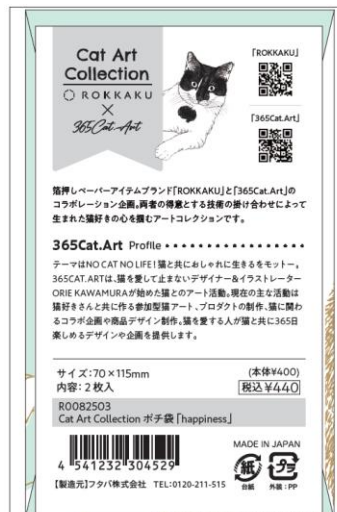 Cat Art
Collection
ROKKAKU
×
365Cat.Art
「ROKKAKU」
「365Cat.Art」
箔押しペーパーアイテムブランド「ROKKAKU」と「365Cat.Art」の
コラボレーション企画。両者の得意とする技術の掛け合わせによって
生まれた猫好きの心を掴むアートコレクションです。
365Cat.Art Profile
テーマはNO CAT NO LIFE!猫と共におしゃれに生きるをモットー。
365CAT.ARTは、猫を愛して止まないデザイナー&イラストレーター
ORIE KAWAMURAが始めた猫とのアート活動。現在の主な活動は
猫好きさんと共に作る参加型猫アート、プロダクトの制作、猫に関わ
るコラボ企画や商品デザイン制作。猫を愛する人が猫と共に365日
楽しめるデザインや企画を提供します。
サイズ:70×115mm
内容:2枚入
(本体¥400)
税込¥440
R0082503
Cat Art Collection ポチ袋「happiness」
4 541232 304529
MADE IN JAPAN
紙
台紙
プラ
外装:PP
【製造元】フタバ株式会社 TEL:0120-211-515